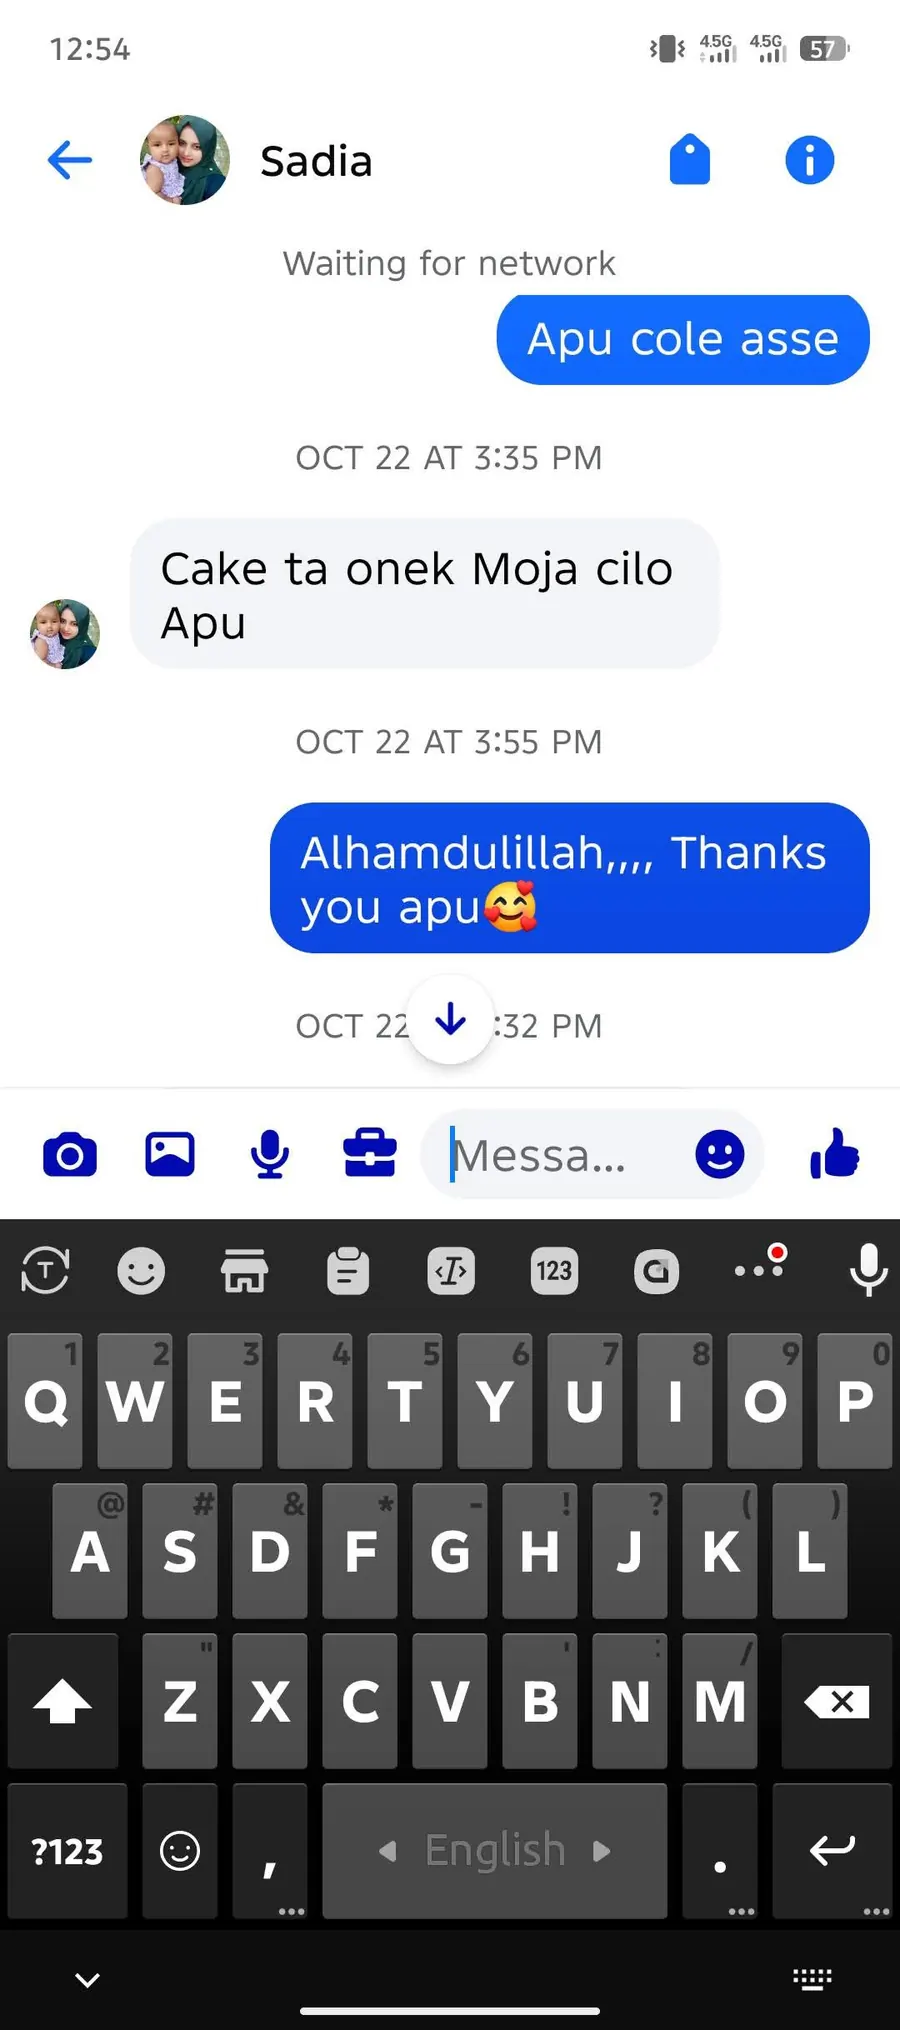 12:54
4.5G 4.5G 57
Sadia
Waiting for network
Apu cole asse
OCT 22 AT 3:35 PM
Cake ta onek Moja cilo
Apu
OCT 22 AT 3:55 PM
Alhamdulillah,,,, Thanks
you apu🥰
OCT 22 :32 PM
Messa...
T 123
1 2 3 4 5 6 7 8 9 0
Q W E R T Y U I O P
@ # & * - ! ? ( )
A S D F G H J K L
" ' : /
Z X C V B N M
?123 , English .